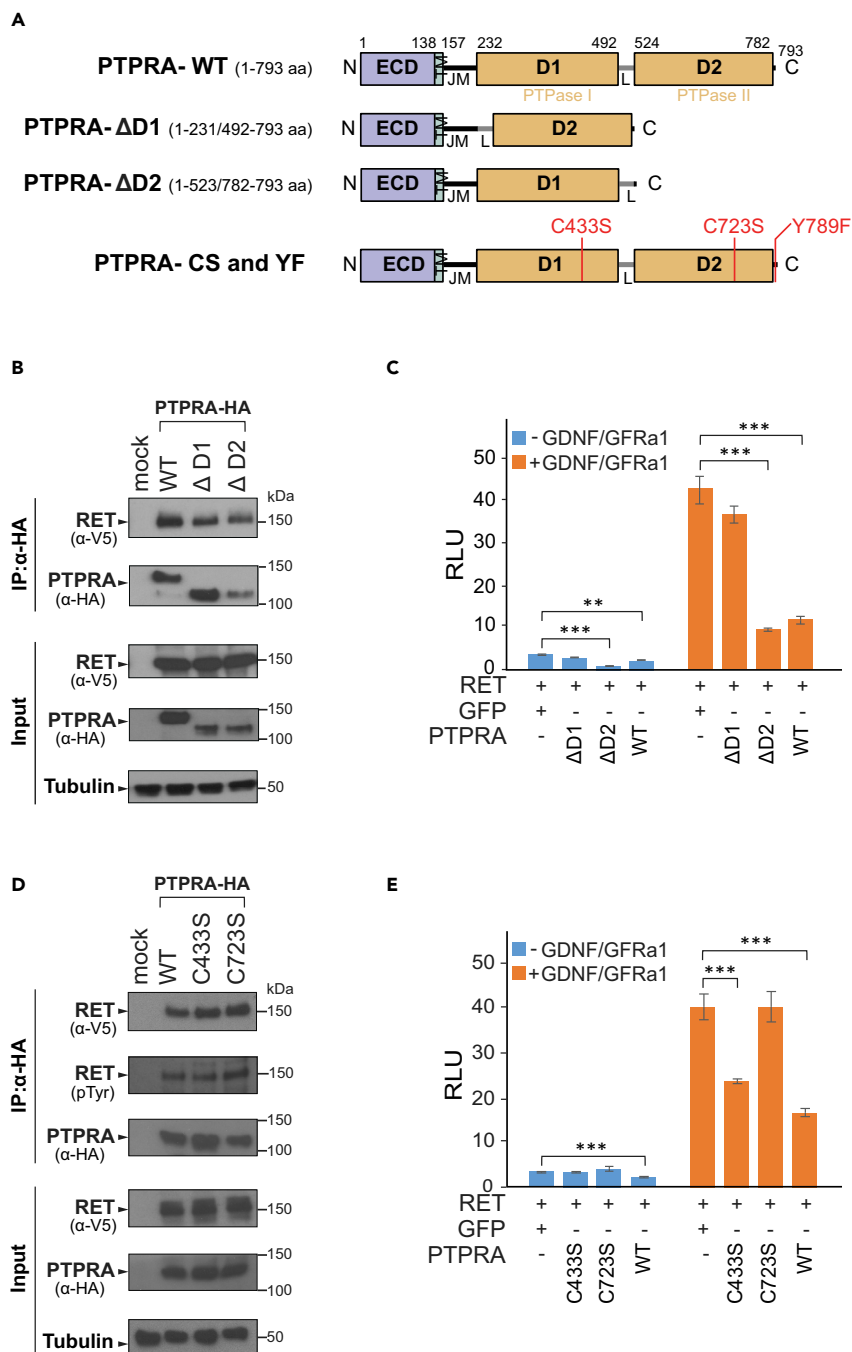 A
1 138 157 232 492 524 782 793
PTPRA- WT (1-793 aa) N ECD TM JM D1 L D2 C
PTPase I PTPase II
PTPRA- ΔD1 (1-231/492-793 aa) N ECD TM JM L D2 C
PTPRA- ΔD2 (1-523/782-793 aa) N ECD TM JM D1 L C
C433S C723S Y789F
PTPRA- CS and YF N ECD TM JM D1 L D2 C
B
PTPRA-HA
mock WT Δ D1 Δ D2
kDa
IP:α-HA
RET (α-V5) 150
PTPRA (α-HA) 150 100
Input
RET (α-V5) 150
PTPRA (α-HA) 150 100
Tubulin 50
C
- GDNF/GFRa1
+ GDNF/GFRa1
RLU
50
40
30
20
10
0
** *** *** ***
RET + + + + + + + +
GFP + - - - + - - -
PTPRA - ΔD1 ΔD2 WT - ΔD1 ΔD2 WT
D
PTPRA-HA
mock WT C433S C723S
kDa
IP:α-HA
RET (α-V5) 150
RET (pTyr) 150
PTPRA (α-HA) 150 100
Input
RET (α-V5) 150
PTPRA (α-HA) 150 100
Tubulin 50
E
- GDNF/GFRa1
+ GDNF/GFRa1
RLU
50
40
30
20
10
0
*** *** ***
RET + + + + + + + +
GFP + - - - + - - -
PTPRA - C433S C723S WT - C433S C723S WT